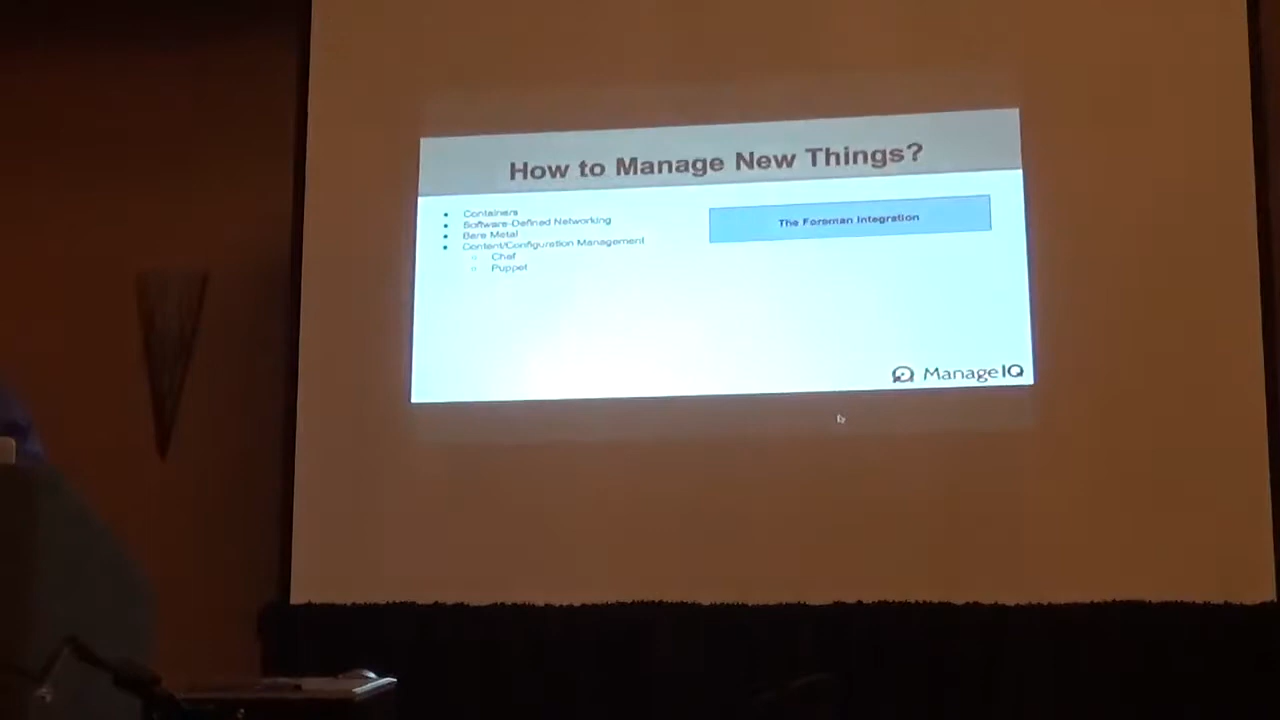 How to Manage New Things?
Containers
Software-Defined Networking
Bare Metal
Content/Configuration Management
Chef
Puppet
The Foreman Integration
ManageIQ